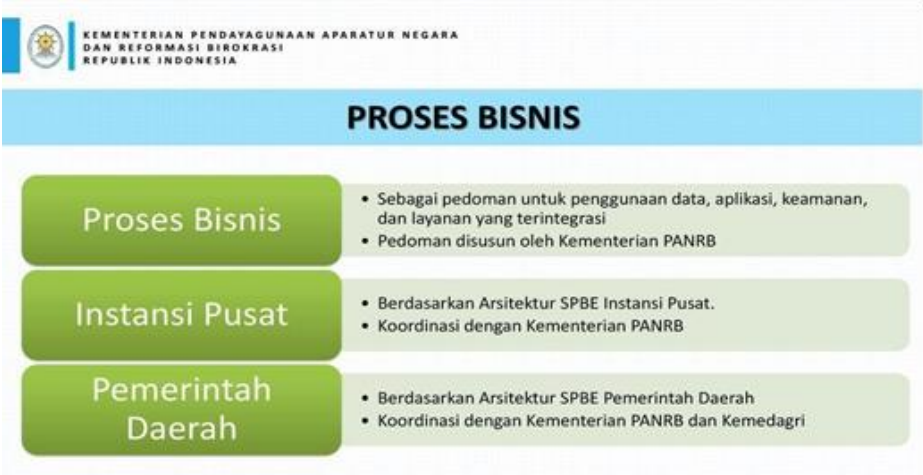 KEMENTERIAN PENDAYAGUNAAN APARATUR NEGARA
DAN REFORMASI BIROKRASI
REPUBLIK INDONESIA
PROSES BISNIS
Proses Bisnis
• Sebagai pedoman untuk penggunaan data, aplikasi, keamanan,
dan layanan yang terintegrasi
• Pedoman disusun oleh Kementerian PANRB
Instansi Pusat
• Berdasarkan Arsitektur SPBE Instansi Pusat.
• Koordinasi dengan Kementerian PANRB
Pemerintah
Daerah
• Berdasarkan Arsitektur SPBE Pemerintah Daerah
• Koordinasi dengan Kementerian PANRB dan Kemedagri